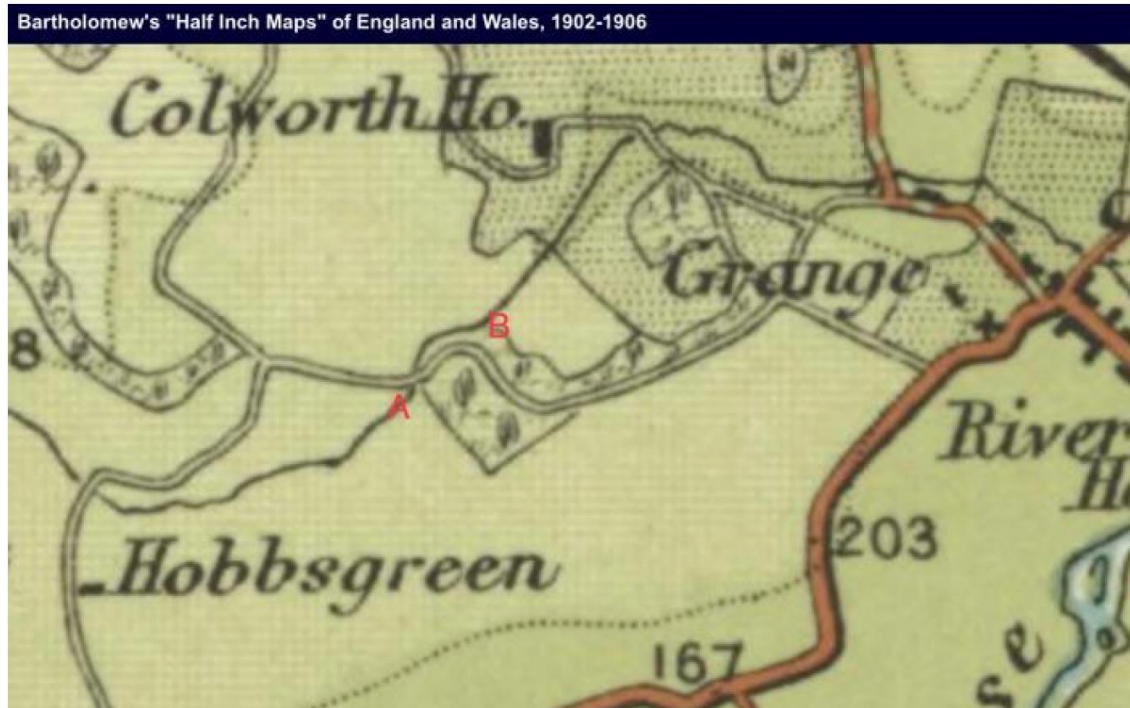 Bartholomew's "Half Inch Maps" of England and Wales, 1902-1906
Colworth Ho.
Grange
B
8
A
River
H
203
Hobbsgreen
167